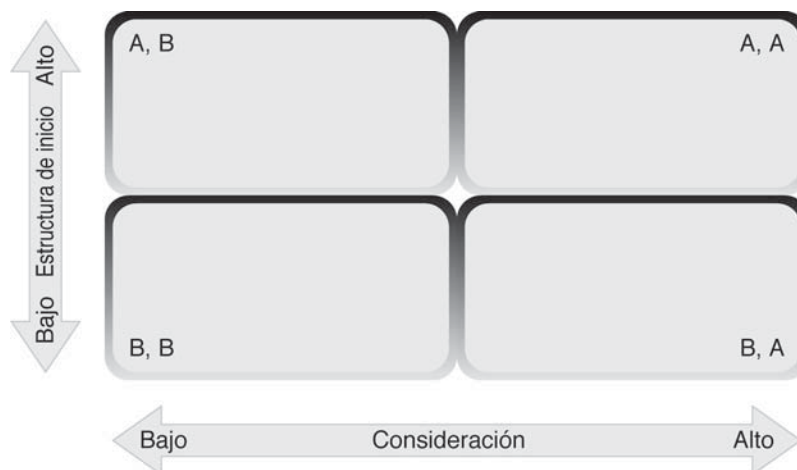 A, B
A, A
Bajo Estructura de inicio Alto
B, B
B, A
Bajo Consideración Alto